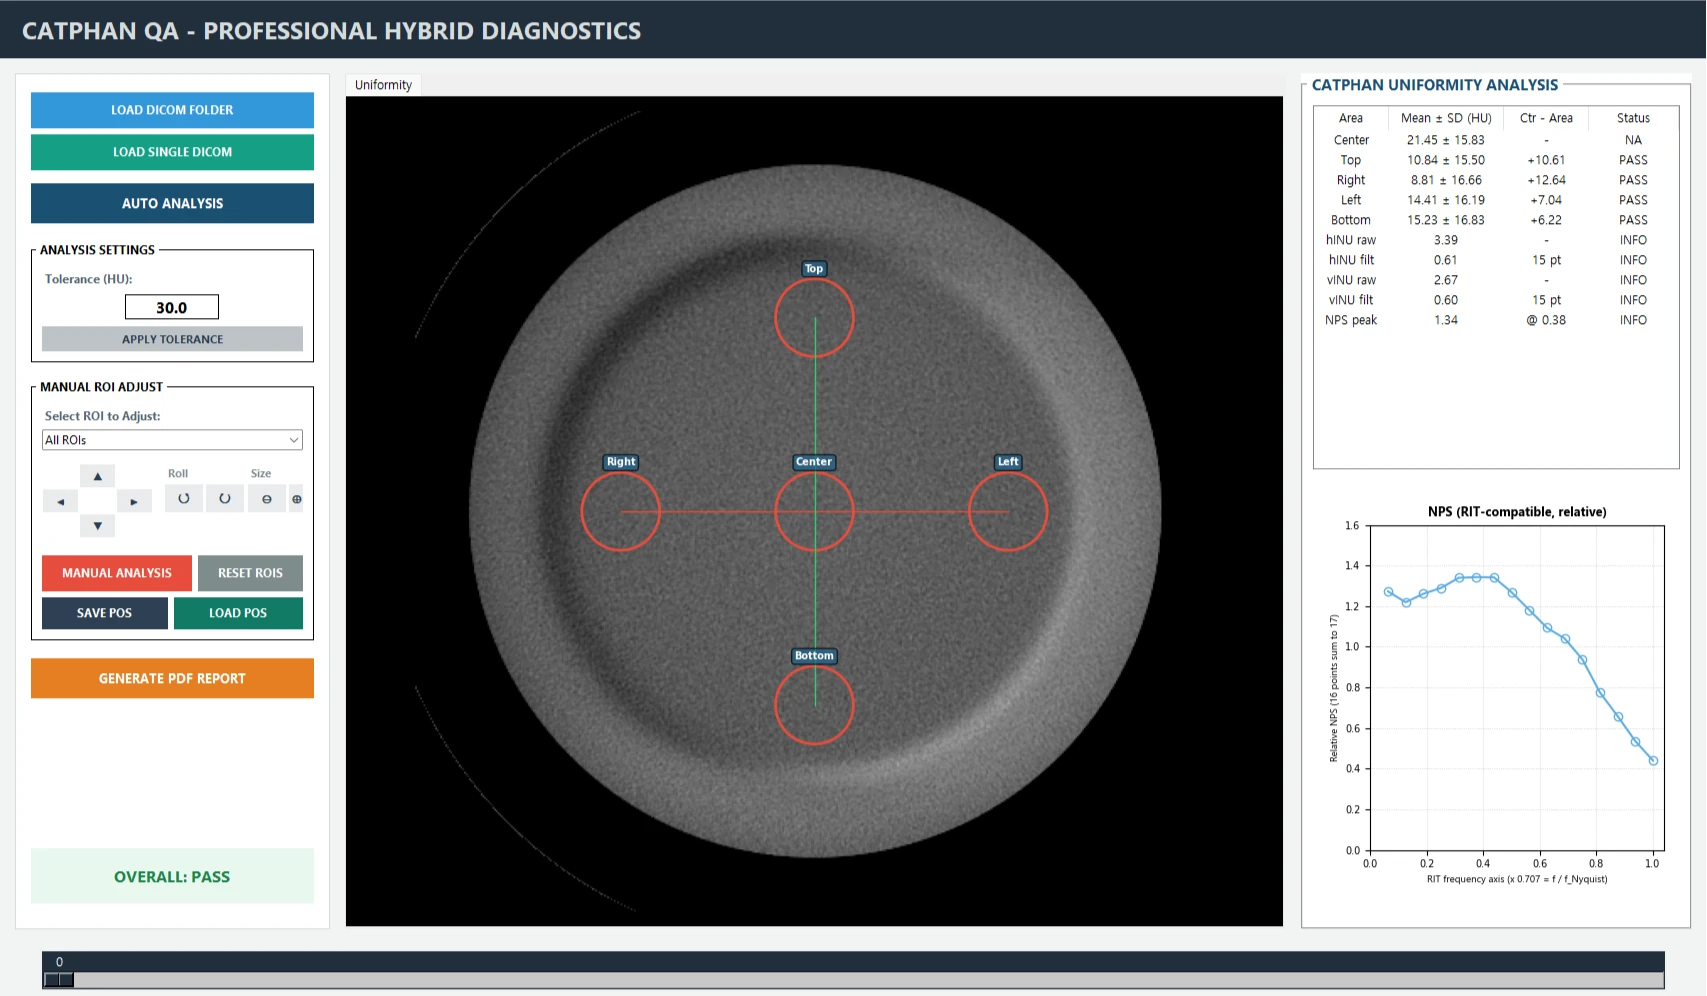 CATPHAN QA - PROFESSIONAL HYBRID DIAGNOSTICS
LOAD DICOM FOLDER
LOAD SINGLE DICOM
AUTO ANALYSIS
ANALYSIS SETTINGS
Tolerance (HU):
30.0
APPLY TOLERANCE
MANUAL ROI ADJUST
Select ROI to Adjust:
All ROIs
Roll Size
MANUAL ANALYSIS RESET ROIS
SAVE POS LOAD POS
GENERATE PDF REPORT
OVERALL: PASS
Uniformity
Top
Right Center Left
Bottom
CATPHAN UNIFORMITY ANALYSIS
Area Mean ± SD (HU) Ctr - Area Status
Center 21.45 ± 15.83 - NA
Top 10.84 ± 15.50 +10.61 PASS
Right 8.81 ± 16.66 +12.64 PASS
Left 14.41 ± 16.19 +7.04 PASS
Bottom 15.23 ± 16.83 +6.22 PASS
hINU raw 3.39 - INFO
hINU filt 0.61 15 pt INFO
vINU raw 2.67 - INFO
vINU filt 0.60 15 pt INFO
NPS peak 1.34 @ 0.38 INFO
NPS (RIT-compatible, relative)
Relative NPS (16 points sum to 17)
1.6
1.4
1.2
1.0
0.8
0.6
0.4
0.2
0.0
0.0 0.2 0.4 0.6 0.8 1.0
RIT frequency axis (x 0.707 = f / f_Nyquist)
0